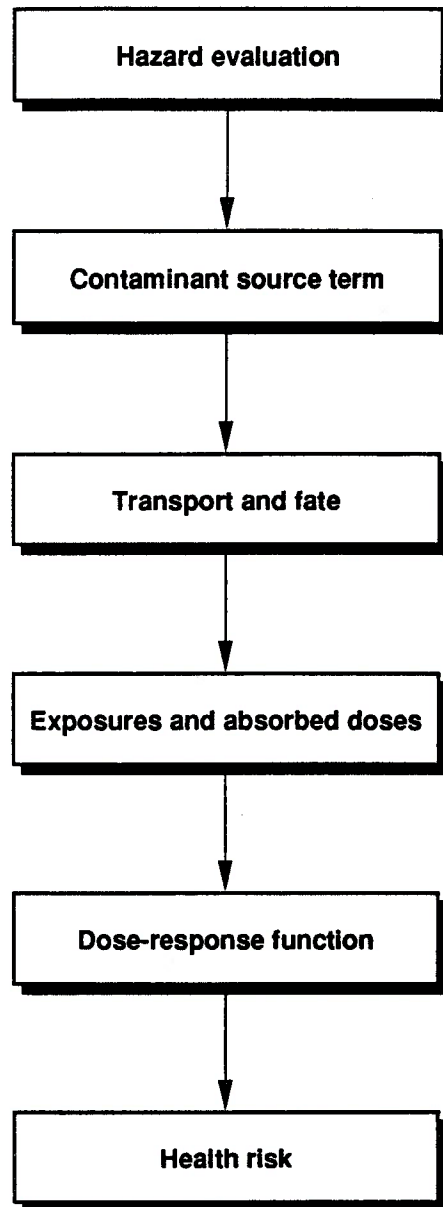 Hazard evaluation
Contaminant source term
Transport and fate
Exposures and absorbed doses
Dose-response function
Health risk